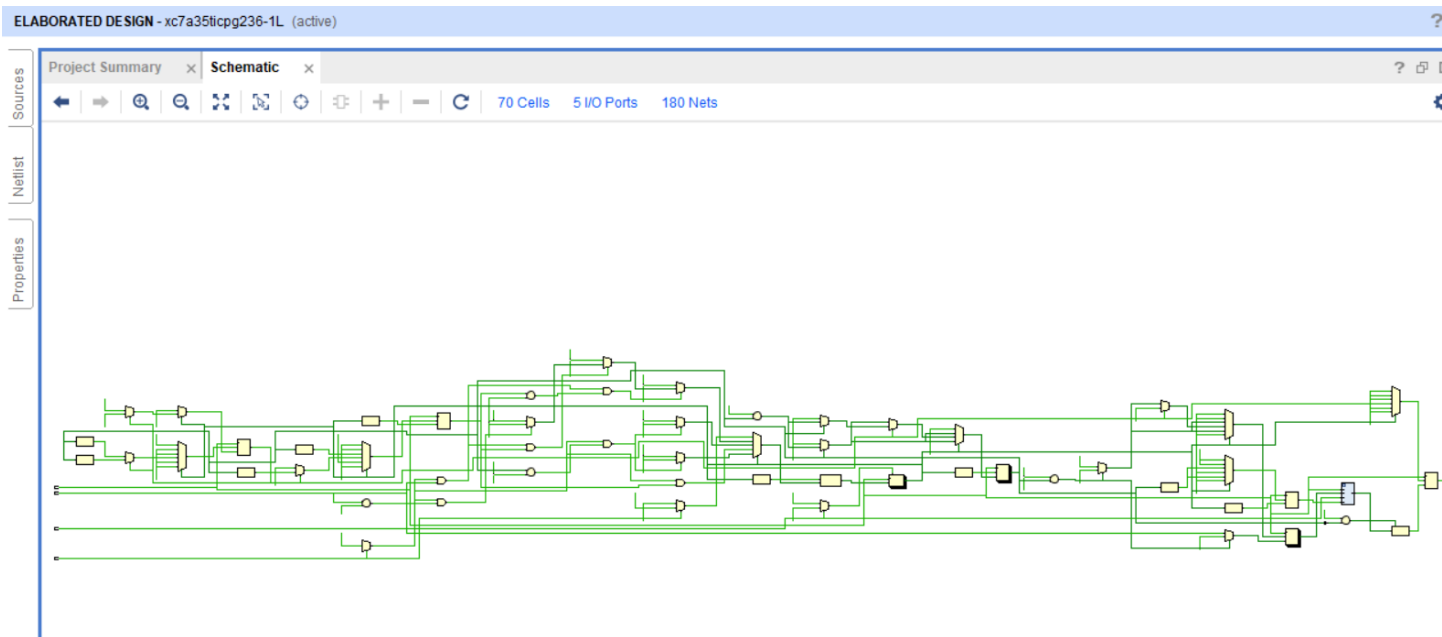 ELABORATED DESIGN - xc7a35ticpg236-1L (active)
?
Sources
Netlist
Properties
Project Summary × Schematic ×
?
70 Cells 5 I/O Ports 180 Nets